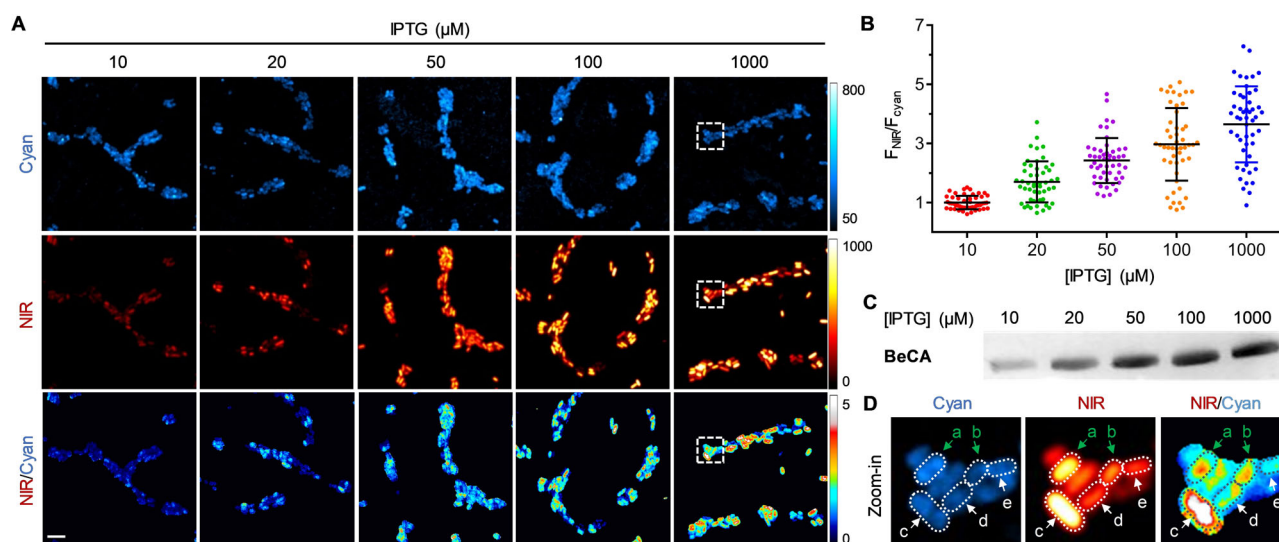 A
IPTG (µM)
10 20 50 100 1000
Cyan
800
50
NIR
1000
0
NIR/Cyan
5
0
B
F_NIR/F_cyan
7
5
3
1
10 20 50 100 1000
[IPTG] (µM)
C
[IPTG] (µM) 10 20 50 100 1000
BeCA
D
Cyan NIR NIR/Cyan
Zoom-in
a b c d e
a b c d e
a b c d e